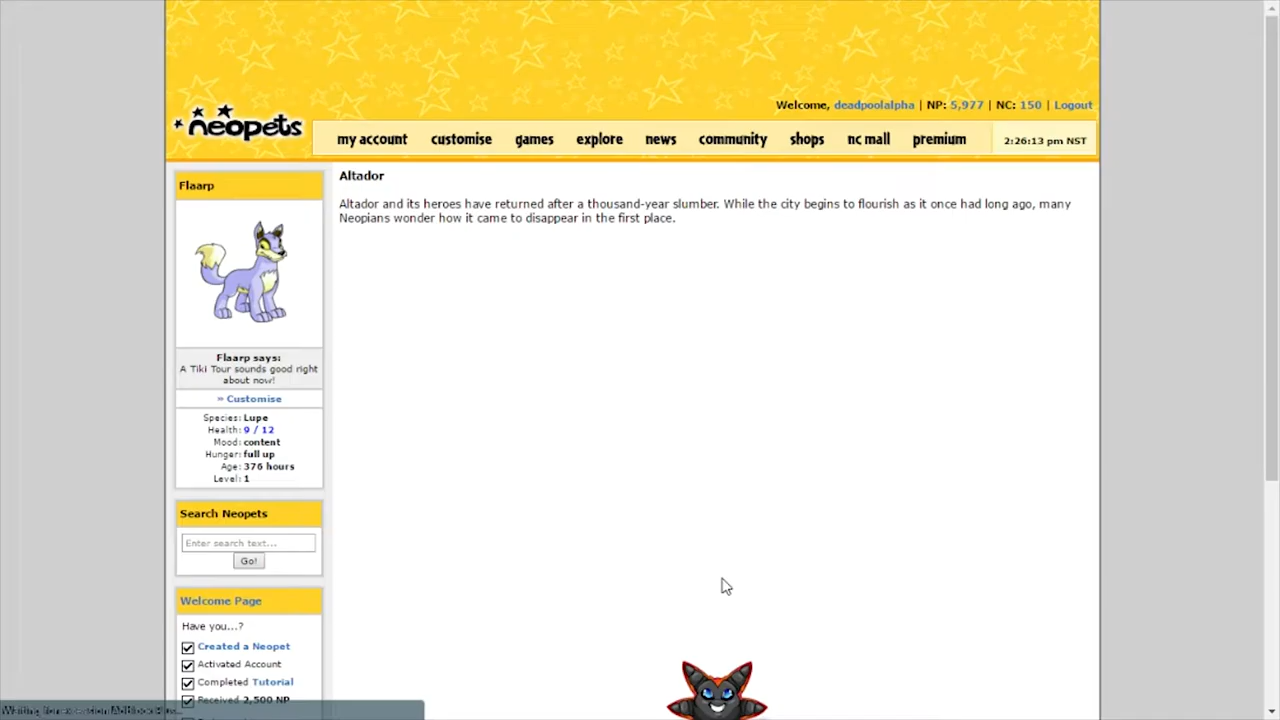 Welcome, deadpoolalpha | NP: 5,977 | NC: 150 | Logout
neopets
my account customise games explore news community shops nc mall premium 2:26:13 pm NST
Flaarp
Flaarp says:
A Tiki Tour sounds good right
about now!
» Customise
Species: Lupe
Health: 9 / 12
Mood: content
Hunger: full up
Age: 376 hours
Level: 1
Search Neopets
Enter search text...
Go!
Welcome Page
Have you...?
Created a Neopet
Activated Account
Completed Tutorial
Received 2,500 NP
Altador
Altador and its heroes have returned after a thousand-year slumber. While the city begins to flourish as it once had long ago, many
Neopians wonder how it came to disappear in the first place.